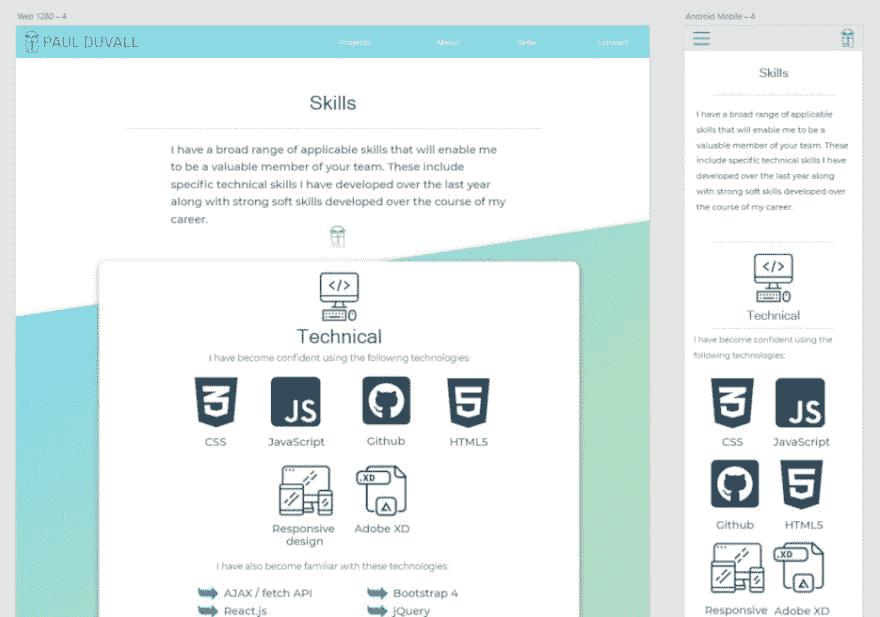 Web 1280 – 4
PAUL DUVALL
Projects
About
Skills
Contact
Skills
I have a broad range of applicable skills that will enable me
to be a valuable member of your team. These include
specific technical skills I have developed over the last year
along with strong soft skills developed over the course of my
career.
</>
Technical
I have become confident using the following technologies:
3
JS
5
CSS
JavaScript
Github
HTML5
.XD
Responsive
design
Adobe XD
I have also become familiar with these technologies:
AJAX / fetch API
Bootstrap 4
React.js
jQuery
Android Mobile – 4
Skills
I have a broad range of applicable
skills that will enable me to be a
valuable member of your team. These
include specific technical skills I have
developed over the last year along
with strong soft skills developed over
the course of my career.
</>
Technical
I have become confident using the
following technologies:
3
JS
CSS
JavaScript
5
Github
HTML5
.XD
Responsive
Adobe XD